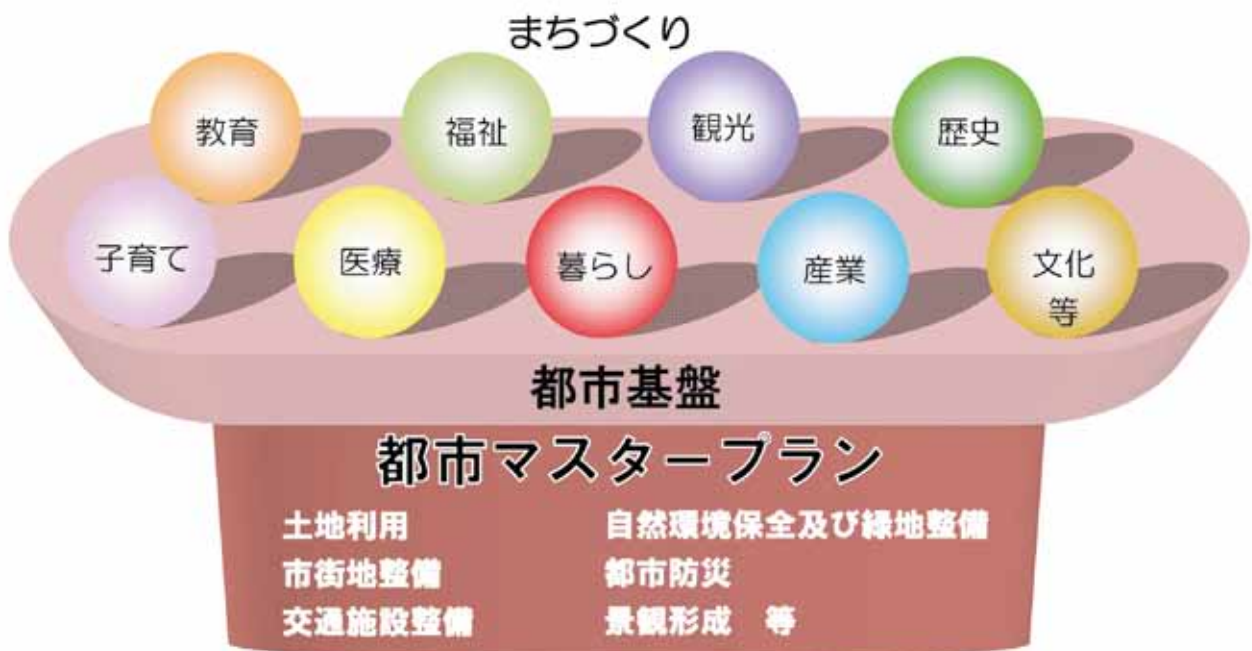 まちづくり
教育
福祉
観光
歴史
子育て
医療
暮らし
産業
文化
等
都市基盤
都市マスタープラン
土地利用
自然環境保全及び緑地整備
市街地整備
都市防災
交通施設整備
景観形成　等